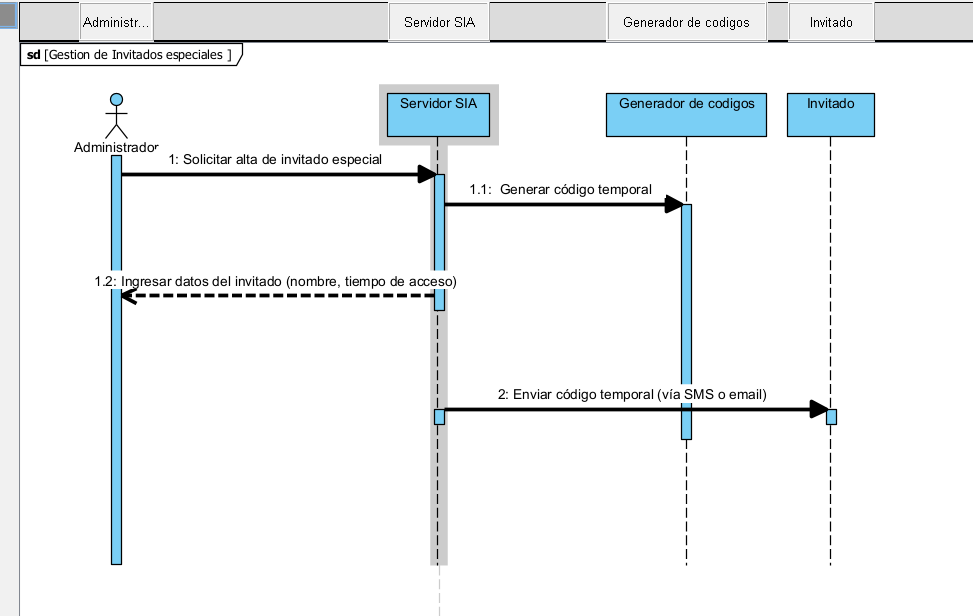 Administr...
Servidor SIA
Generador de codigos
Invitado
sd [Gestion de Invitados especiales ]
Servidor SIA
Generador de codigos
Invitado
Administrador
1: Solicitar alta de invitado especial
1.1:  Generar código temporal
1.2: Ingresar datos del invitado (nombre, tiempo de acceso)
2: Enviar código temporal (vía SMS o email)